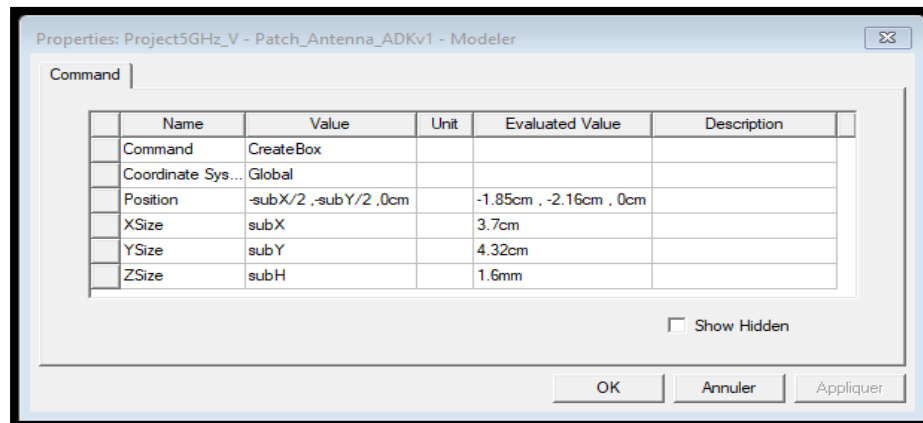 Properties: Project5GHz_V - Patch_Antenna_ADKv1 - Modeler
Command
Name Value Unit Evaluated Value Description
Command CreateBox
Coordinate Sys... Global
Position -subX/2 ,-subY/2 ,0cm -1.85cm , -2.16cm , 0cm
XSize subX 3.7cm
YSize subY 4.32cm
ZSize subH 1.6mm
Show Hidden
OK Annuler Appliquer